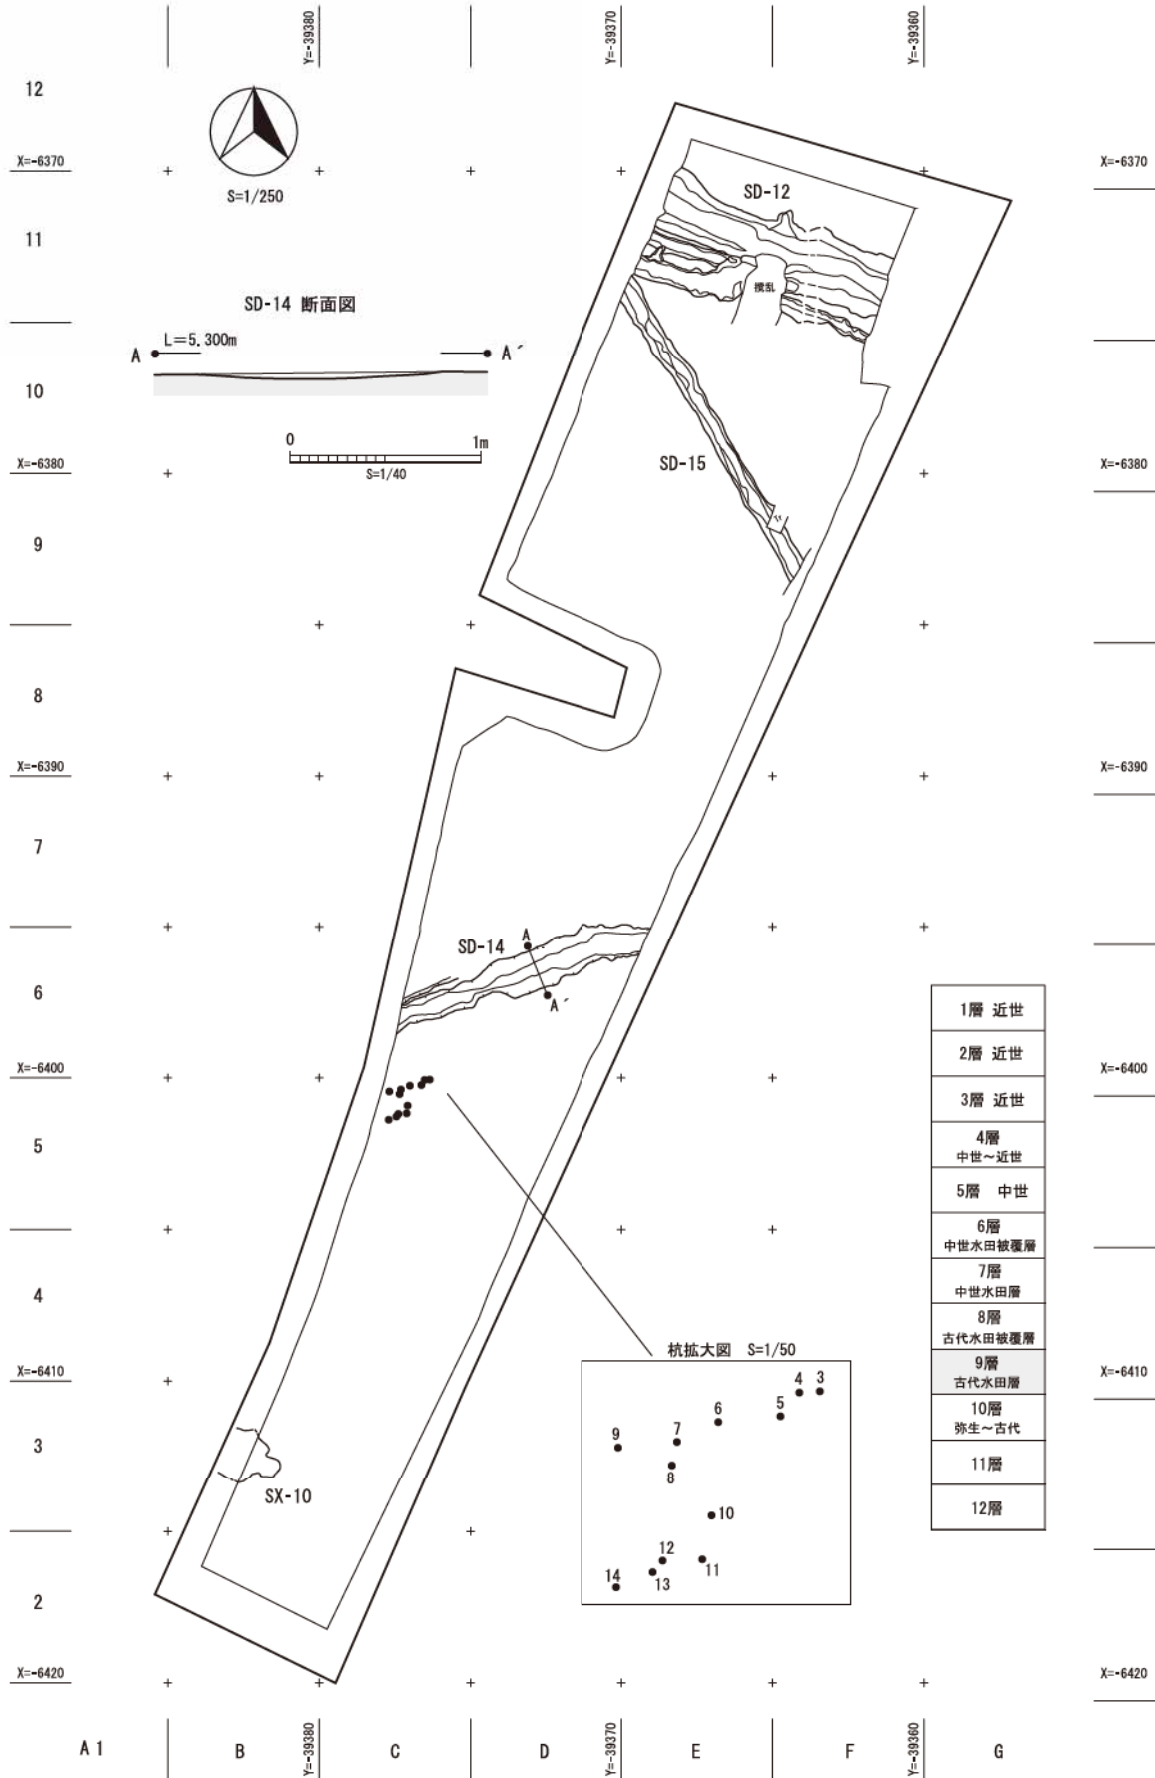 Y=-39380
Y=-39370
Y=-39360
12
X=-6370
X=-6370
S=1/250
SD-12
11
撹乱
SD-14 断面図
L=5.300m
A
A´
10
0
1m
S=1/40
X=-6380
SD-15
X=-6380
9
8
X=-6390
X=-6390
7
SD-14
A
A´
6
1層 近世
2層 近世
3層 近世
4層
中世~近世
5層 中世
6層
中世水田被覆層
7層
中世水田層
8層
古代水田被覆層
9層
古代水田層
10層
弥生~古代
11層
12層
X=-6400
X=-6400
5
4
杭拡大図 S=1/50
4
3
5
6
7
9
8
10
12
11
13
14
X=-6410
X=-6410
3
SX-10
2
X=-6420
X=-6420
A1
B
Y=-39380
C
D
Y=-39370
E
F
Y=-39360
G